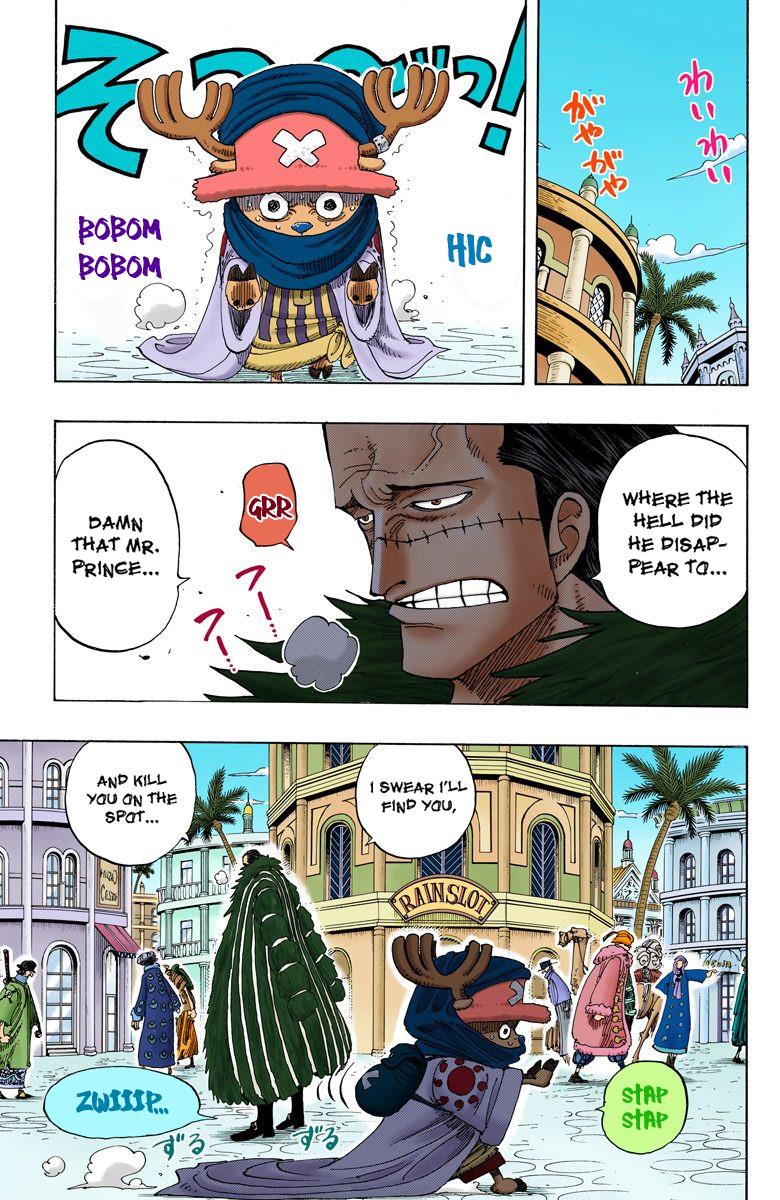 わいわい
がやがや
そーっ!
HIC
BOBOM
BOBOM
WHERE THE
HELL DID
HE DISAP-
PEAR TO...
GRR
フー…
フー…
DAMN
THAT MR.
PRINCE...
I SWEAR I'LL
FIND YOU,
AND KILL
YOU ON THE
SPOT...
RAINSLOT
STAP
STAP
ZWIIIP...
ずる
ずる